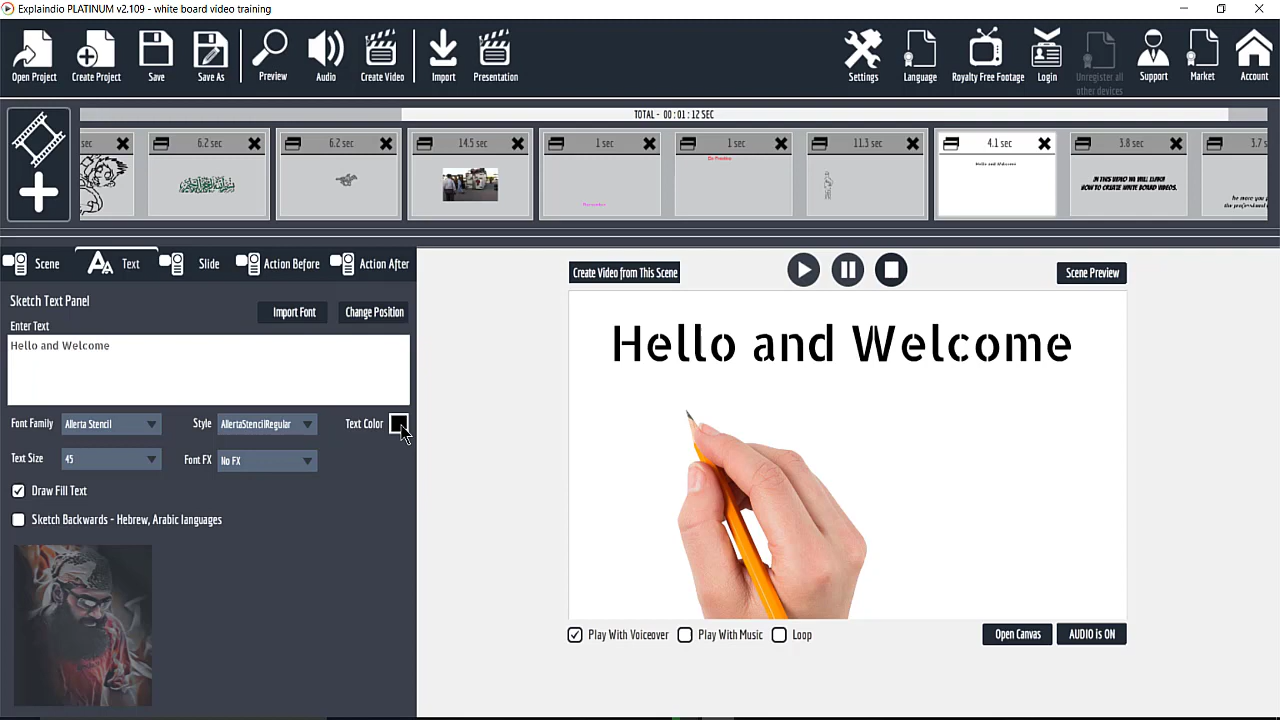 Explaindio PLATINUM v2.109 - white board video training
Open Project
Create Project
Save
Save As
Preview
Audio
Create Video
Import
Presentation
Settings
Language
Royalty Free Footage
Login
Unregister all
other devices
Support
Market
Account
TOTAL - 00:01:12 SEC
sec
6.2 sec
6.2 sec
14.5 sec
1 sec
1 sec
11.3 sec
4.1 sec
3.8 sec
3.7 s
Hello and Welcome
IN THIS VIDEO WE WILL LEARN
HOW TO CREATE WHITE BOARD VIDEOS.
the professional
Scene
Text
Slide
Action Before
Action After
Sketch Text Panel
Import Font
Change Position
Enter Text
Hello and Welcome
Font Family
Allerta Stencil
Style
AllertaStencilRegular
Text Color
Text Size
45
Font FX
No FX
Draw Fill Text
Sketch Backwards - Hebrew, Arabic languages
Create Video from This Scene
Scene Preview
Hello and Welcome
Play With Voiceover
Play With Music
Loop
Open Canvas
AUDIO is ON